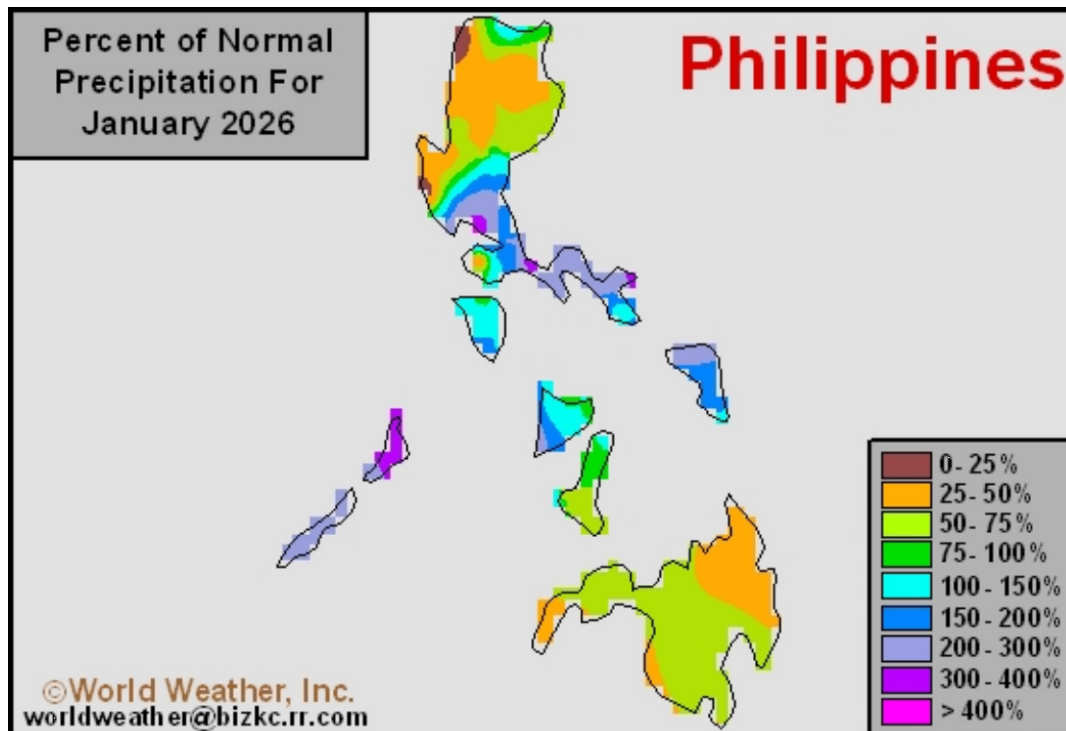 Percent of Normal
Precipitation For
January 2026
Philippines
0- 25%
25- 50%
50- 75%
75- 100%
100 - 150%
150 - 200%
200 - 300%
300 - 400%
> 400%
©World Weather, Inc.
worldweather@bizkc.rr.com